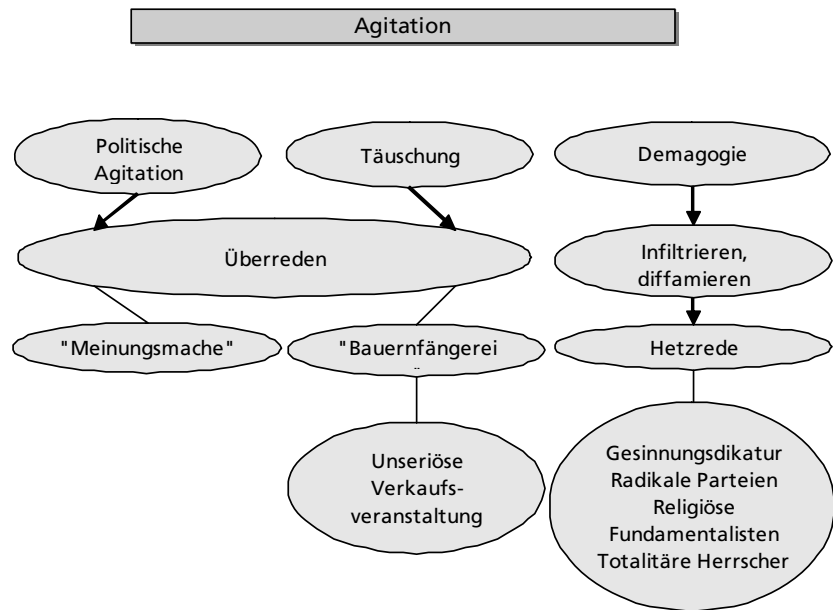 Agitation
Politische
Agitation
Täuschung
Demagogie
Überreden
Infiltrieren,
diffamieren
"Meinungsmache"
"Bauernfängerei
"
Hetzrede
Unseriöse
Verkaufs-
veranstaltung
Gesinnungsdikatur
Radikale Parteien
Religiöse
Fundamentalisten
Totalitäre Herrscher